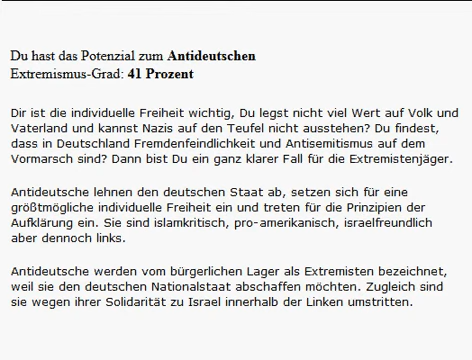 Du hast das Potenzial zum Antideutschen
Extremismus-Grad: 41 Prozent
Dir ist die individuelle Freiheit wichtig, Du legst nicht viel Wert auf Volk und
Vaterland und kannst Nazis auf den Teufel nicht ausstehen? Du findest,
dass in Deutschland Fremdenfeindlichkeit und Antisemitismus auf dem
Vormarsch sind? Dann bist Du ein ganz klarer Fall für die Extremistenjäger.
Antideutsche lehnen den deutschen Staat ab, setzen sich für eine
größtmögliche individuelle Freiheit ein und treten für die Prinzipien der
Aufklärung ein. Sie sind islamkritisch, pro-amerikanisch, israelfreundlich
aber dennoch links.
Antideutsche werden vom bürgerlichen Lager als Extremisten bezeichnet,
weil sie den deutschen Nationalstaat abschaffen möchten. Zugleich sind
sie wegen ihrer Solidarität zu Israel innerhalb der Linken umstritten.